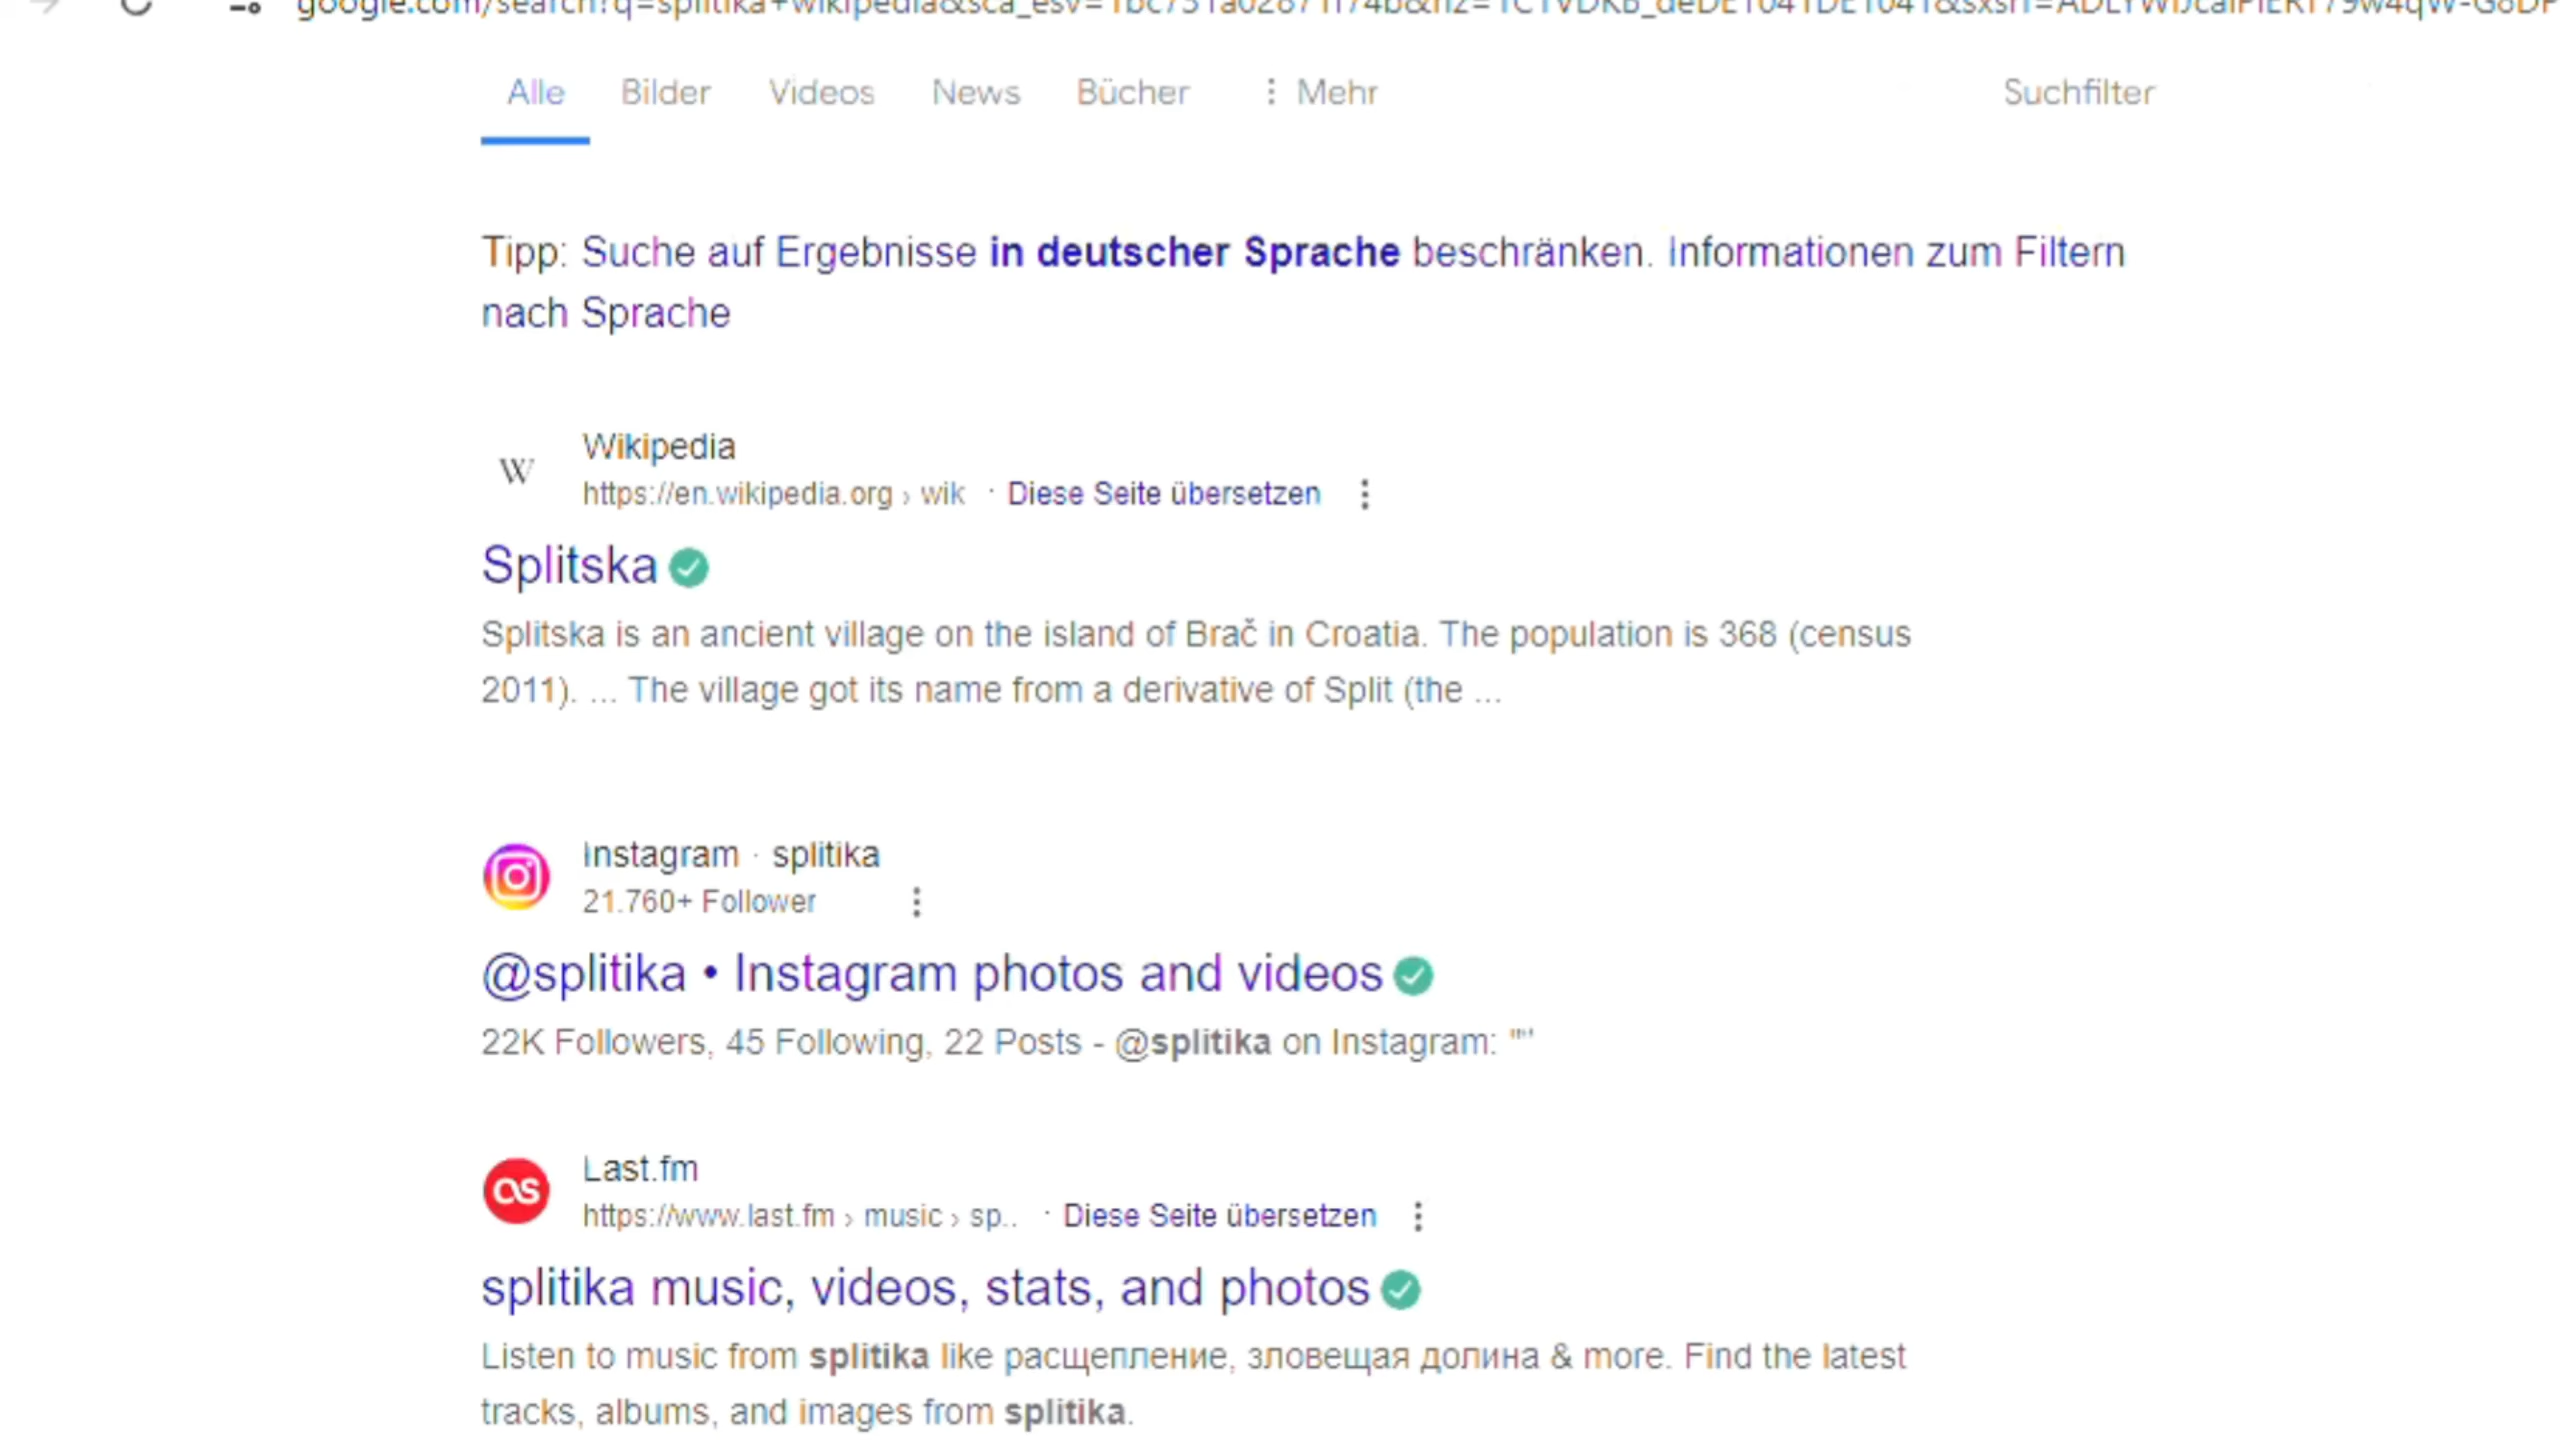 Alle Bilder Videos News Bücher Mehr Suchfilter
Tipp: Suche auf Ergebnisse in deutscher Sprache beschränken. Informationen zum Filtern
nach Sprache
W Wikipedia
https://en.wikipedia.org › wik · Diese Seite übersetzen
Splitska
Splitska is an ancient village on the island of Brač in Croatia. The population is 368 (census
2011). ... The village got its name from a derivative of Split (the ...
Instagram · splitika
21.760+ Follower
@splitika • Instagram photos and videos
22K Followers, 45 Following, 22 Posts - @splitika on Instagram: ""
Last.fm
https://www.last.fm › music › sp.. · Diese Seite übersetzen
splitika music, videos, stats, and photos
Listen to music from splitika like расщепление, зловещая долина & more. Find the latest
tracks, albums, and images from splitika.